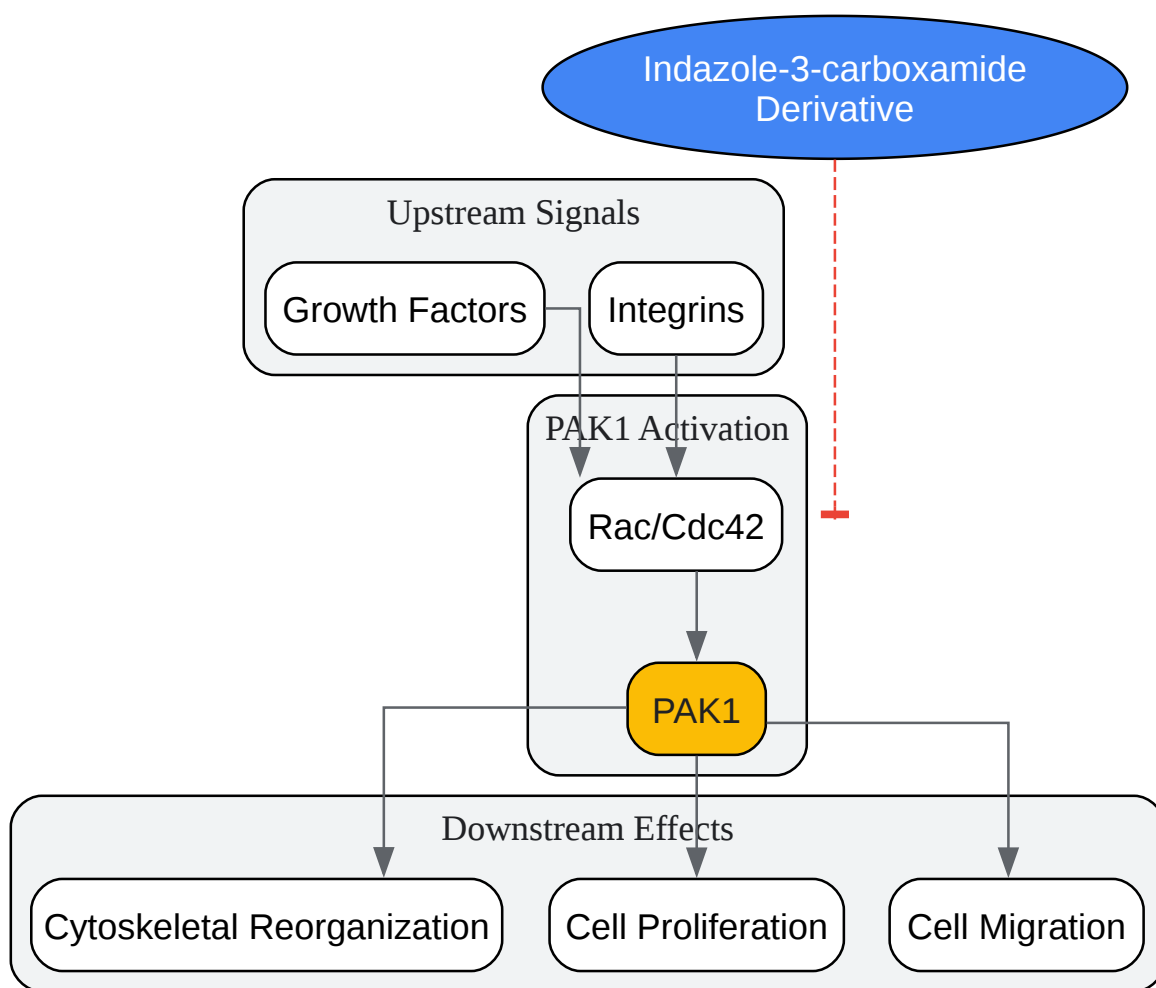 Indazole-3-carboxamide
Derivative
Upstream Signals
Growth Factors
Integrins
PAK1 Activation
Rac/Cdc42
PAK1
Downstream Effects
Cytoskeletal Reorganization
Cell Proliferation
Cell Migration